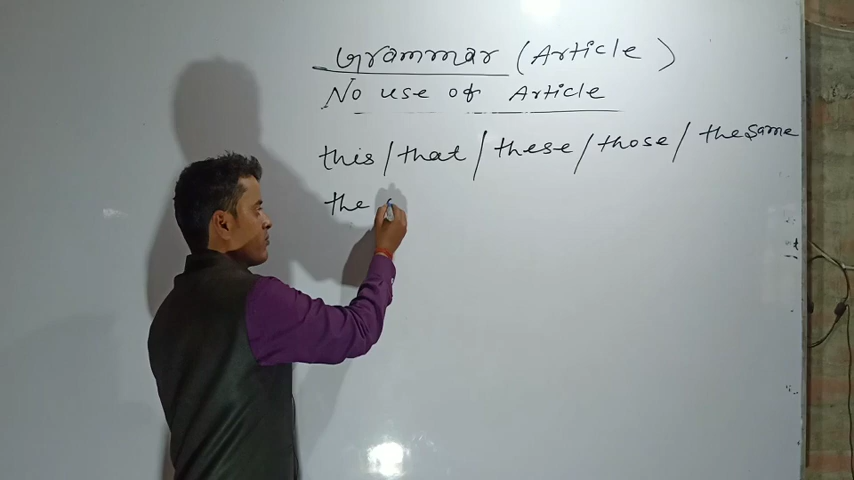 Grammar (Article)
No use of Article
this / that / these / those / the same
the